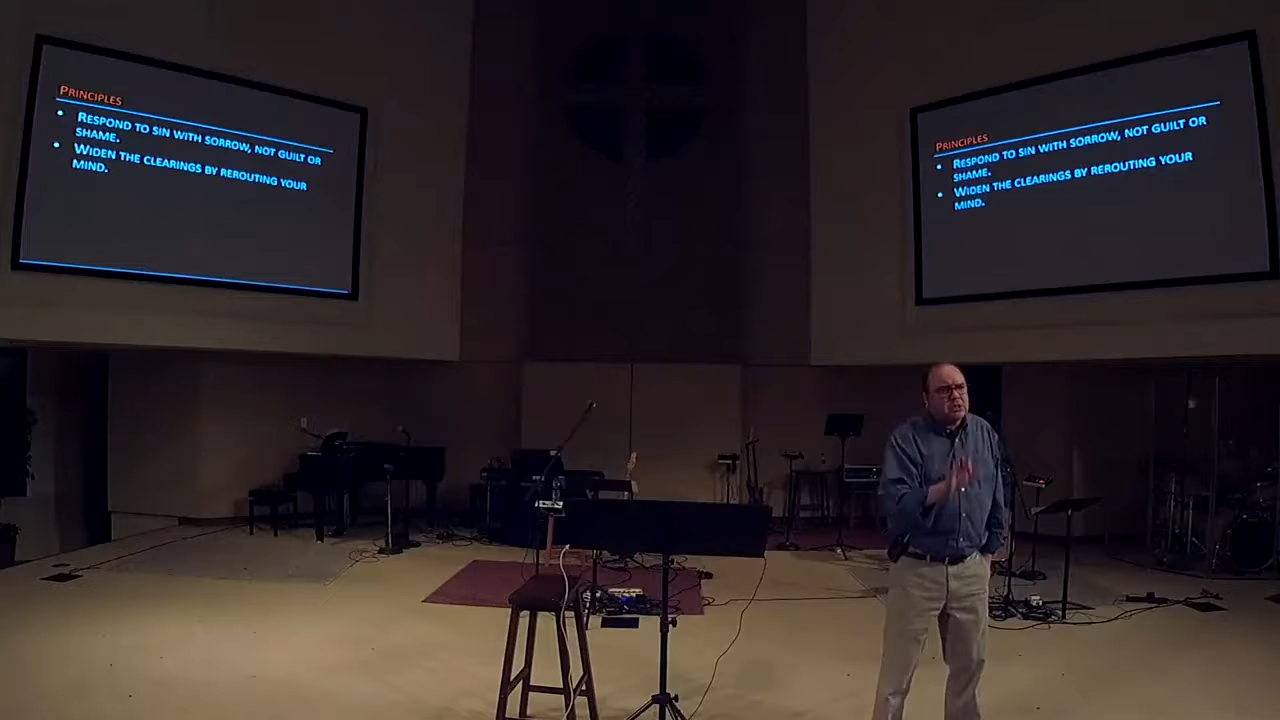 PRINCIPLES
• RESPOND TO SIN WITH SORROW, NOT GUILT OR
SHAME.
• WIDEN THE CLEARINGS BY REROUTING YOUR
MIND.
PRINCIPLES
• RESPOND TO SIN WITH SORROW, NOT GUILT OR
SHAME.
• WIDEN THE CLEARINGS BY REROUTING YOUR
MIND.